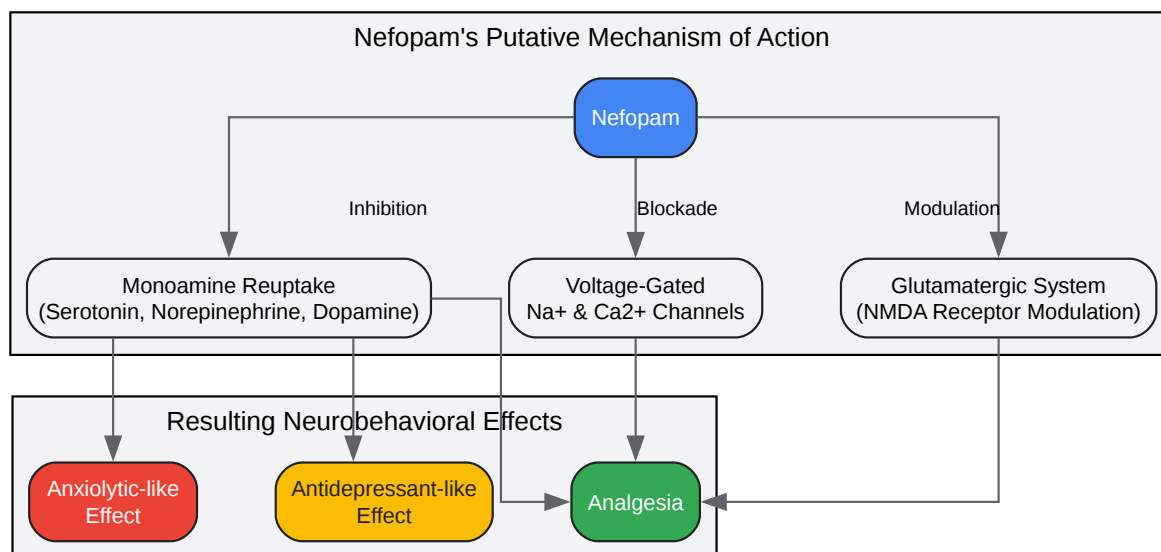 Nefopam's Putative Mechanism of Action
Nefopam
Inhibition
Blockade
Modulation
Monoamine Reuptake
(Serotonin, Norepinephrine, Dopamine)
Voltage-Gated
Na+ & Ca2+ Channels
Glutamatergic System
(NMDA Receptor Modulation)
Resulting Neurobehavioral Effects
Anxiolytic-like
Effect
Antidepressant-like
Effect
Analgesia